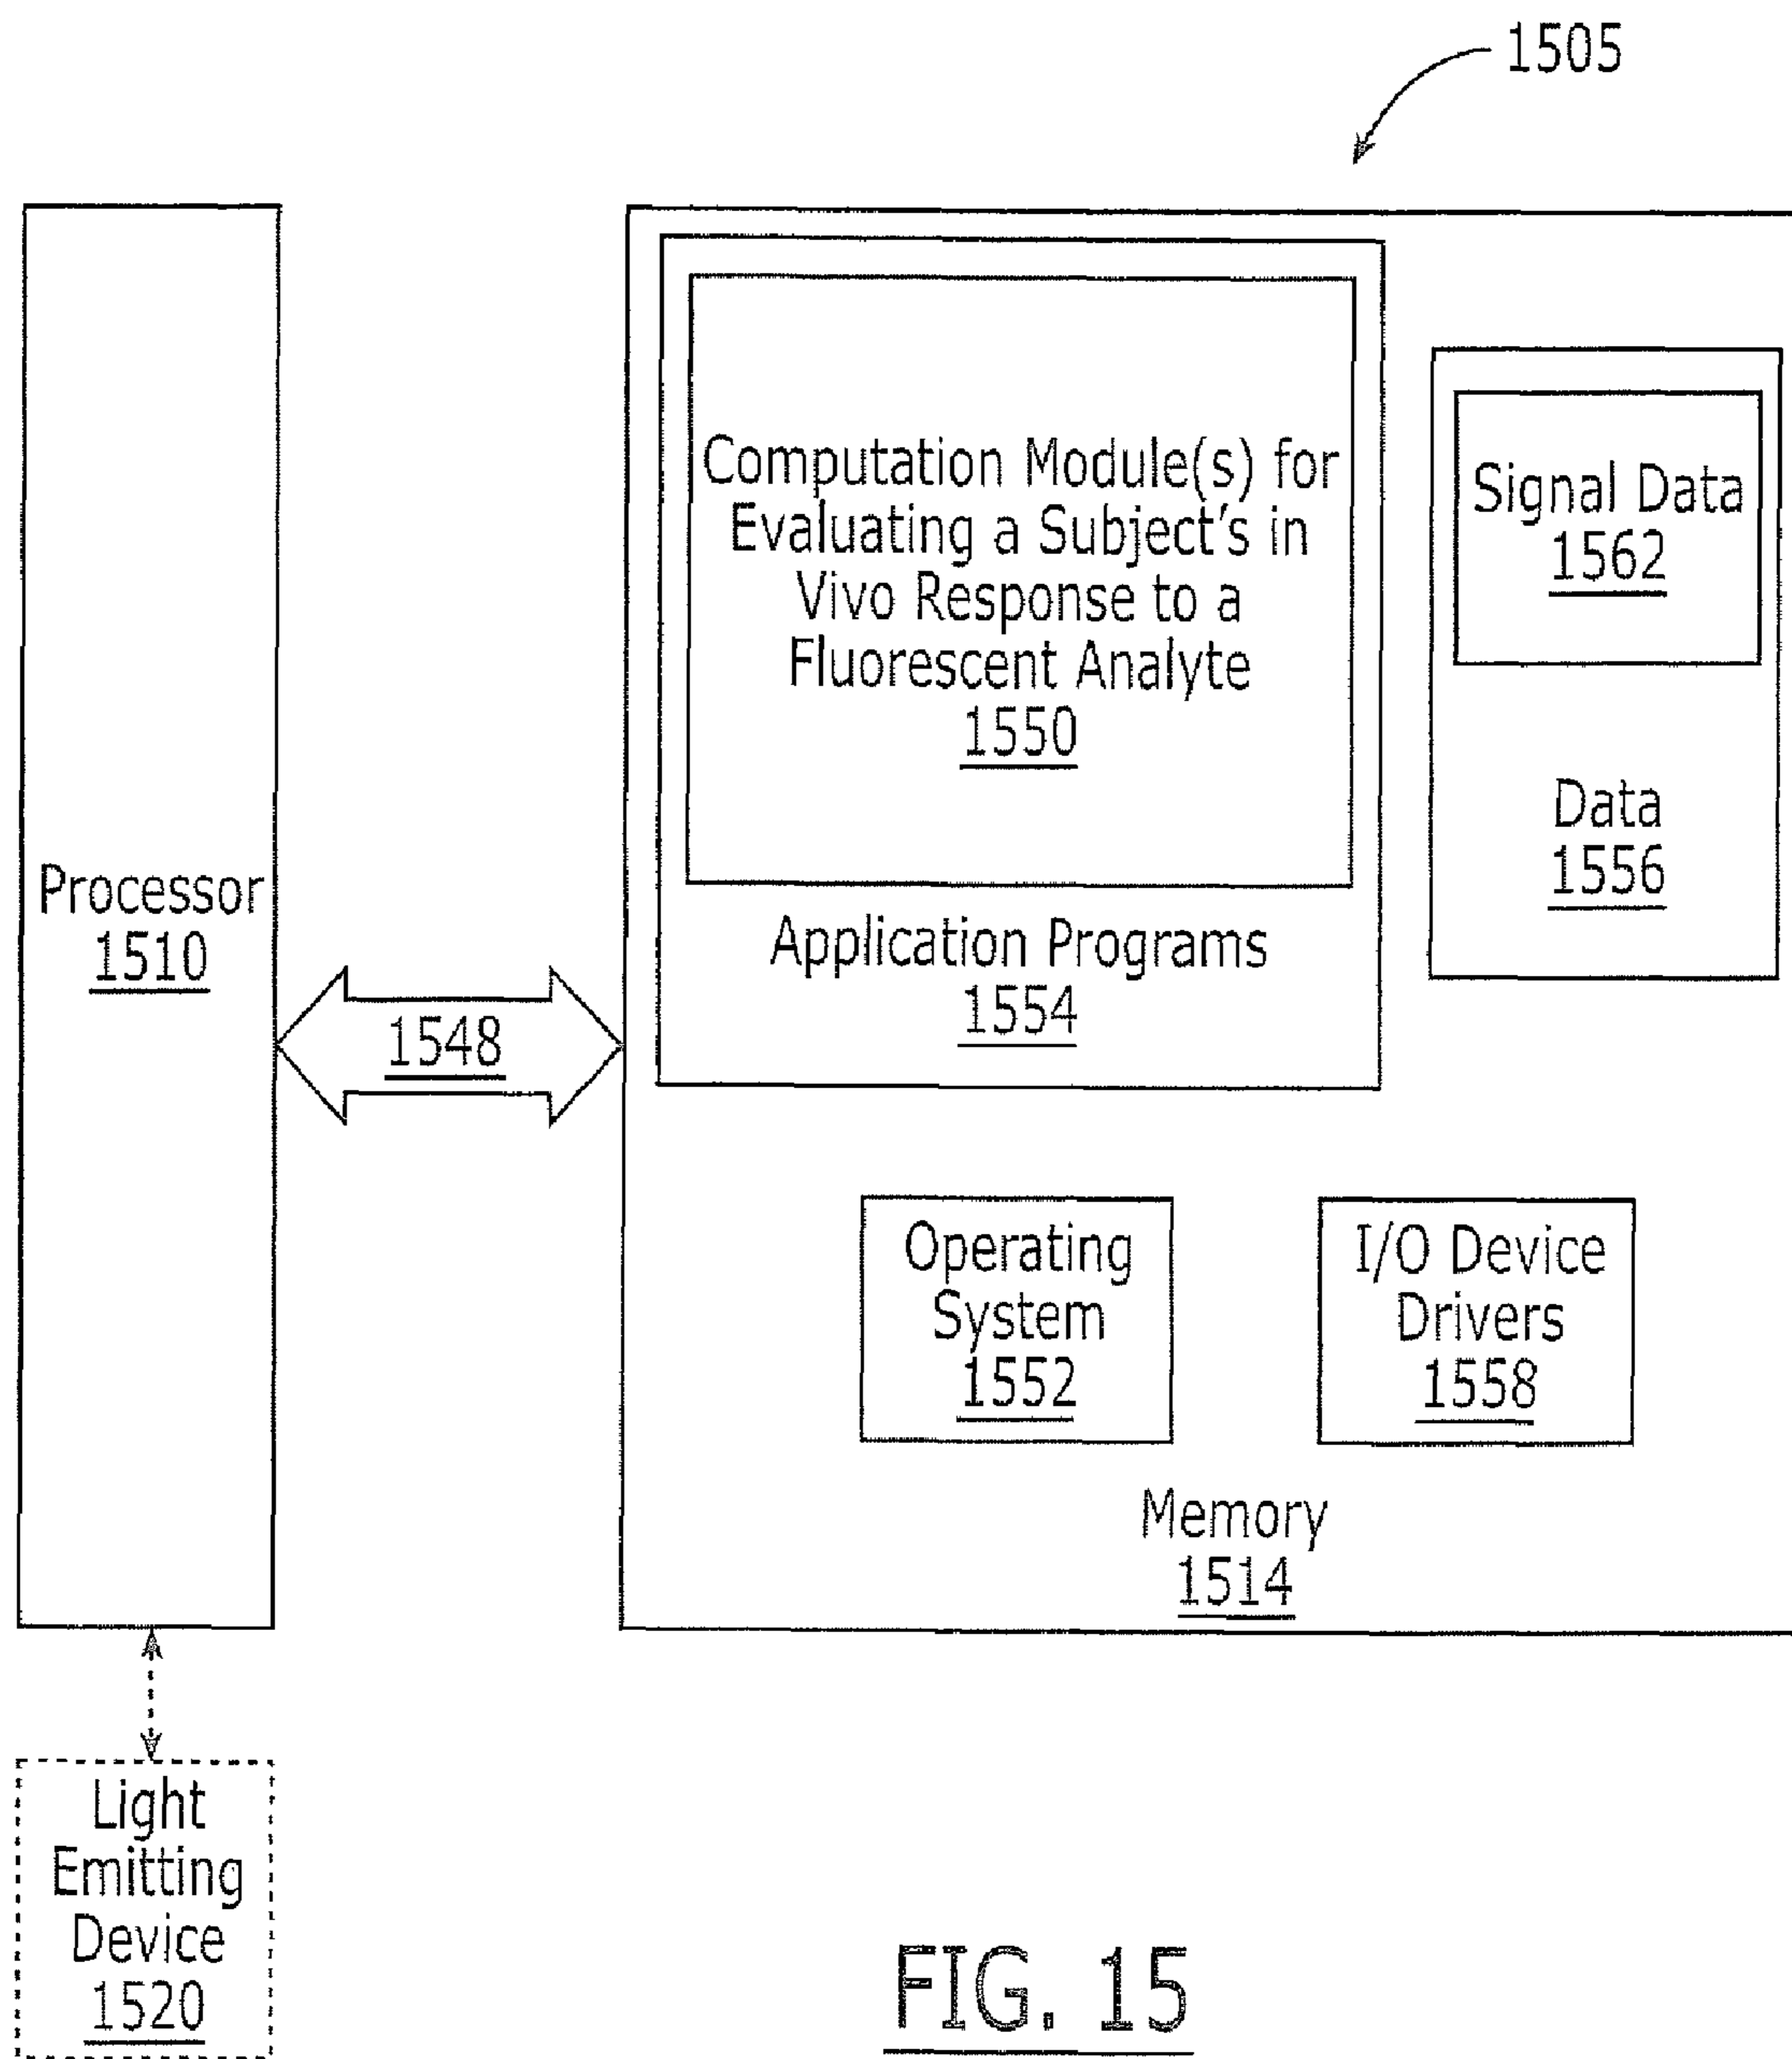 1505
Processor
1510
1548
Computation Module(s) for
Evaluating a Subject's in
Vivo Response to a
Fluorescent Analyte
1550
Application Programs
1554
Signal Data
1562
Data
1556
Operating
System
1552
I/O Device
Drivers
1558
Memory
1514
Light
Emitting
Device
1520
FIG. 15